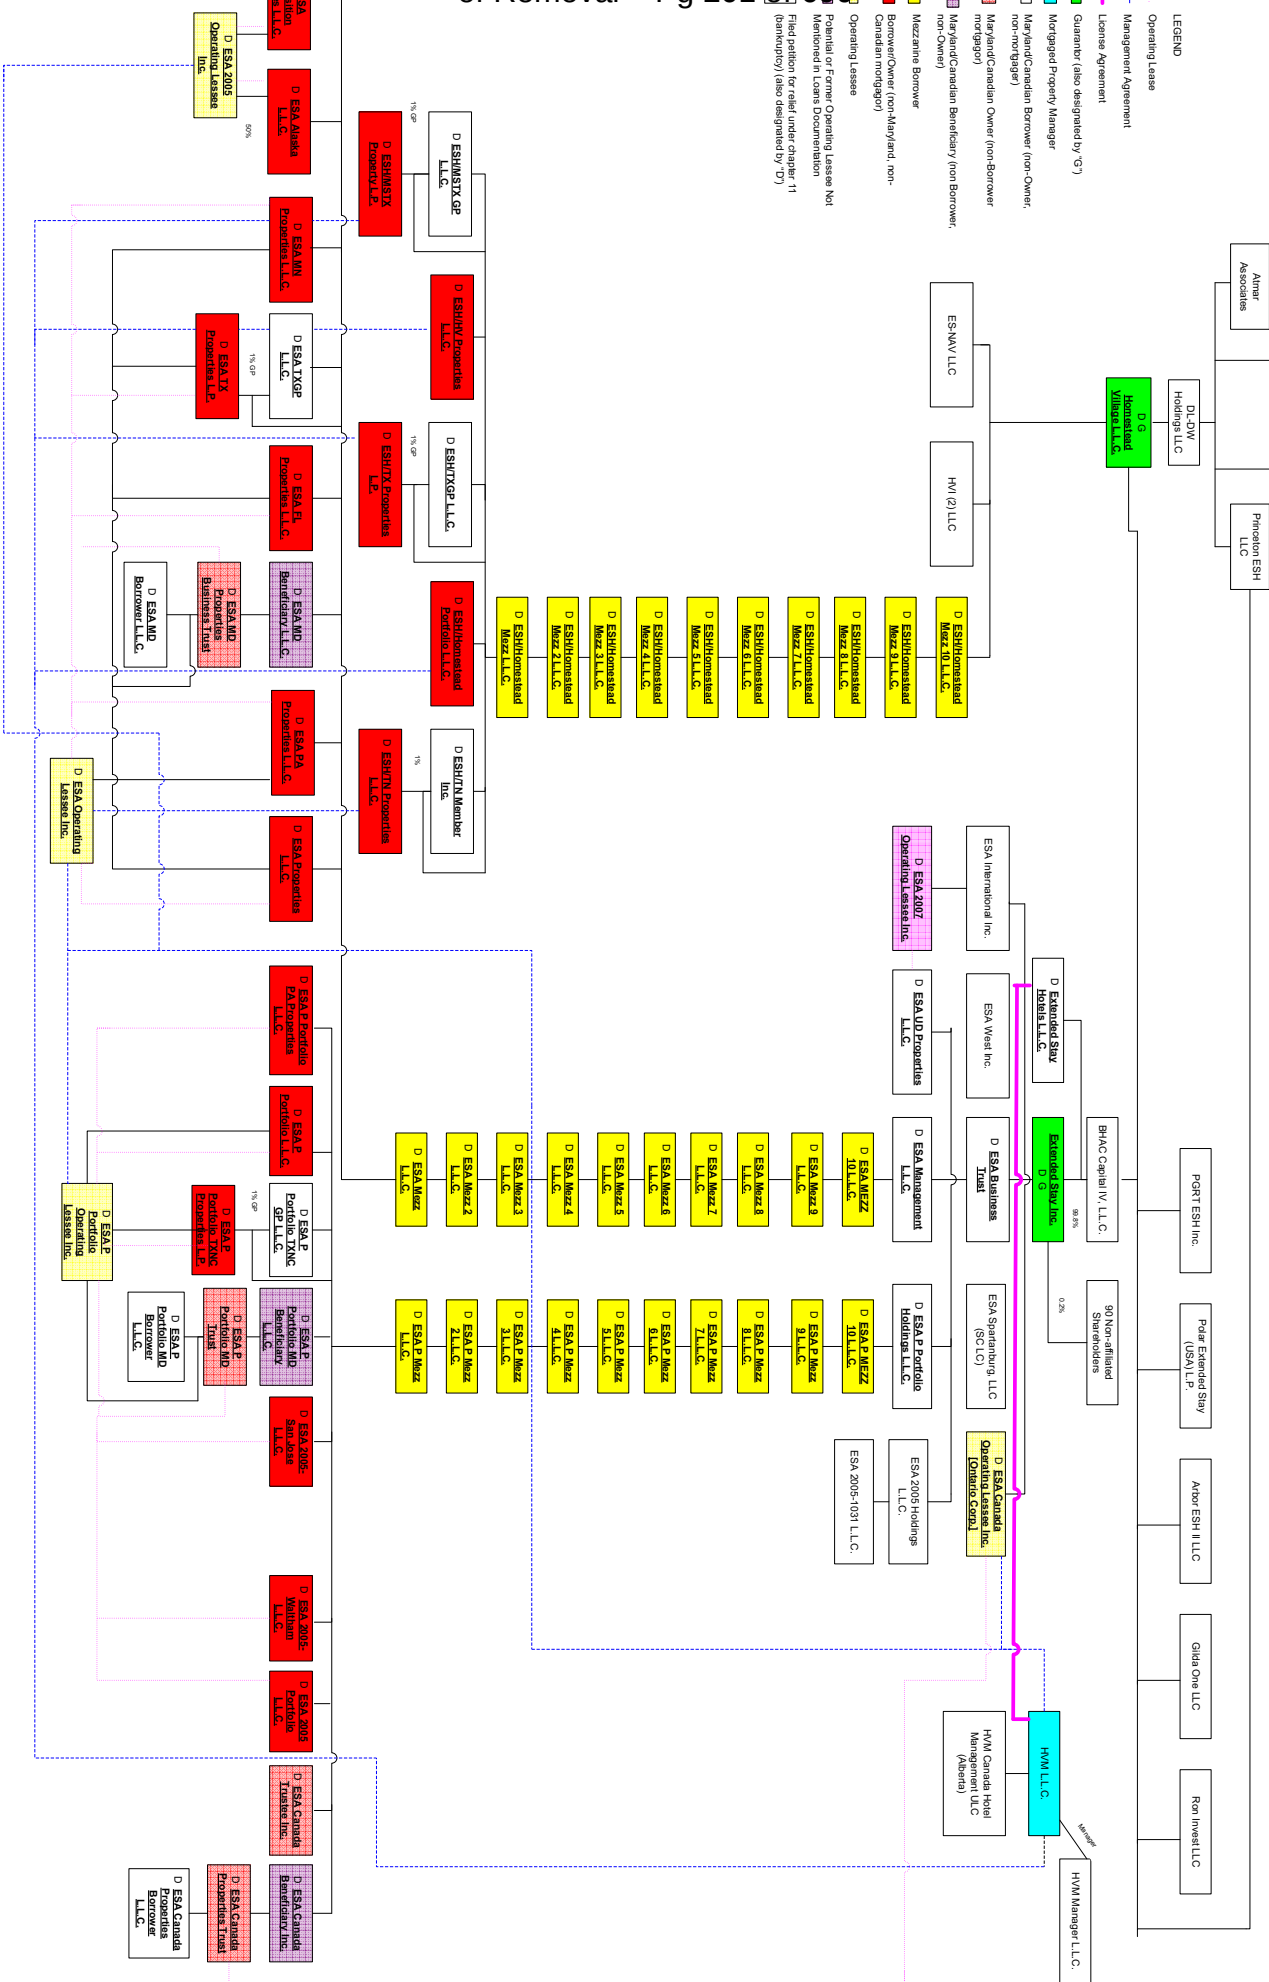 of Removal Pg 202 of
LEGEND
Operating Lease
Management Agreement
License Agreement
Guarantor (also designated by "G")
Mortgaged Property Manager
Maryland/Canadian Borrower (non-Owner,
non-mortgager)
Maryland/Canadian Owner (non-Borrower
mortgagor)
Maryland/Canadian Beneficiary (non Borrower,
non-Owner)
Mezzanine Borrower
Borrower/Owner (non-Maryland, non-
Canadian mortgagor)
Operating Lessee
Potential or Former Operating Lessee Not
Mentioned in Loans Documentation
Filed petition for relief under chapter 11
(bankruptcy) (also designated by "D")
Atmar
Associates
Princeton ESH
LLC
DL-DW
Holdings LLC
D G
Homestead
Village L.L.C.
PGRT ESH Inc.
Polar Extended Stay
(USA) L.P.
Arbor ESH II LLC
Gilda One LLC
Ron Invest LLC
BHAC Capital IV, L.L.C.
90 Non-affiliated
Shareholders
99.8%
0.2%
D Extended Stay
Hotels L.L.C.
Extended Stay Inc.
D G
HVM L.L.C.
Manager
HVM Manager L.L.C.
HVM Canada Hotel
Management ULC
(Alberta)
ES-NAV LLC
HVI (2) LLC
ESA International Inc.
ESA West Inc.
D ESA Business
Trust
ESA Spartanburg, LLC
(SC LC)
D ESA Canada
Operating Lessee Inc.
[Ontario Corp.]
D ESA 2007
Operating Lessee Inc.
D ESA UD Properties
L.L.C.
D ESA Management
L.L.C.
D ESA P Portfolio
Holdings L.L.C.
ESA 2005 Holdings
L.L.C.
ESA 2005-1031 L.L.C.
D ESH/Homestead
Mezz 10 L.L.C.
D ESH/Homestead
Mezz 9 L.L.C.
D ESH/Homestead
Mezz 8 L.L.C.
D ESH/Homestead
Mezz 7 L.L.C.
D ESH/Homestead
Mezz 6 L.L.C.
D ESH/Homestead
Mezz 5 L.L.C.
D ESH/Homestead
Mezz 4 L.L.C.
D ESH/Homestead
Mezz 3 L.L.C.
D ESH/Homestead
Mezz 2 L.L.C.
D ESH/Homestead
Mezz L.L.C.
D ESA MEZZ
10 L.L.C.
D ESA Mezz 9
L.L.C.
D ESA Mezz 8
L.L.C.
D ESA Mezz 7
L.L.C.
D ESA Mezz 6
L.L.C.
D ESA Mezz 5
L.L.C.
D ESA Mezz 4
L.L.C.
D ESA Mezz 3
L.L.C.
D ESA Mezz 2
L.L.C.
D ESA Mezz
L.L.C.
D ESA P MEZZ
10 L.L.C.
D ESA P Mezz
9 L.L.C.
D ESA P Mezz
8 L.L.C.
D ESA P Mezz
7 L.L.C.
D ESA P Mezz
6 L.L.C.
D ESA P Mezz
5 L.L.C.
D ESA P Mezz
4 L.L.C.
D ESA P Mezz
3 L.L.C.
D ESA P Mezz
2 L.L.C.
D ESA P Mezz
L.L.C.
D ESH/MSTX GP
L.L.C.
1% GP
D ESH/MSTX
Property L.P.
D ESH/HV Properties
L.L.C.
D ESH/TXGP L.L.C.
1% GP
D ESH/TX Properties
L.P.
D ESH/Homestead
Portfolio L.L.C.
D ESH/TN Member
Inc.
1%
D ESH/TN Properties
L.L.C.
D ESA 2005
Operating Lessee
Inc.
D ESA Alaska
L.L.C.
50%
D ESA MN
Properties L.L.C.
D ESA TXGP
L.L.C.
1% GP
D ESA TX
Properties L.P.
D ESA FL
Properties L.L.C.
D ESA MD
Beneficiary L.L.C.
D ESA MD
Properties
Business Trust
D ESA MD
Borrower L.L.C.
D ESA PA
Properties L.L.C.
D ESA Properties
L.L.C.
D ESA Operating
Lessee Inc.
D ESA P Portfolio
PA Properties
L.L.C.
D ESA P
Portfolio L.L.C.
D ESA P
Portfolio TXNC
GP L.L.C.
1% GP
D ESA P
Portfolio TXNC
Properties L.P.
D ESA P
Portfolio
Operating
Lessee Inc.
D ESA P
Portfolio MD
Beneficiary
L.L.C.
D ESA P
Portfolio MD
Trust
D ESA P
Portfolio MD
Borrower
L.L.C.
D ESA 2005-
San Jose
L.L.C.
D ESA 2005-
Waltham
L.L.C.
D ESA 2005
Portfolio
L.L.C.
D ESA Canada
Trustee Inc.
D ESA Canada
Beneficiary Inc.
D ESA Canada
Properties Trust
D ESA Canada
Properties
Borrower
L.L.C.